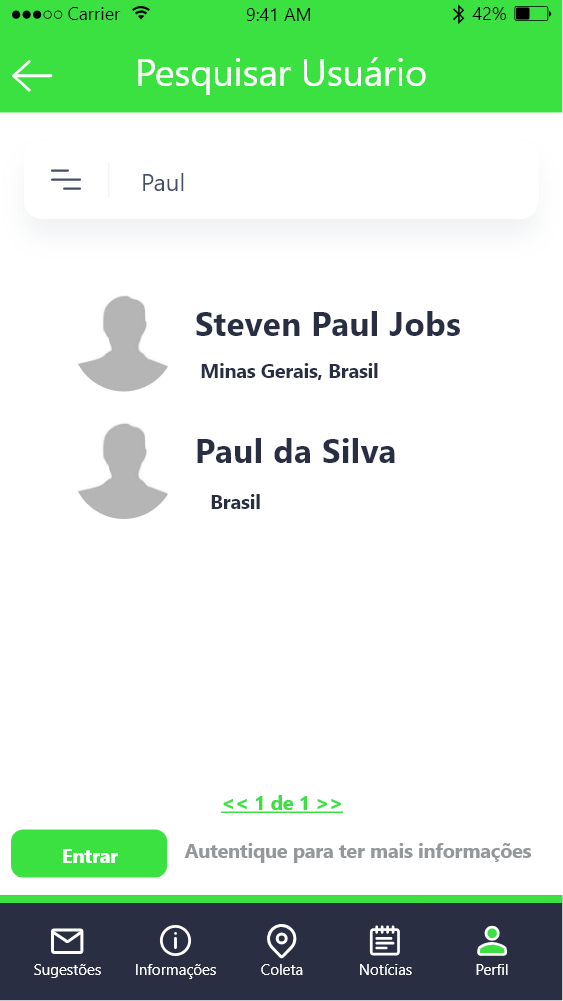 Carrier 9:41 AM 42%
Pesquisar Usuário
Paul
Steven Paul Jobs
Minas Gerais, Brasil
Paul da Silva
Brasil
<< 1 de 1 >>
Entrar Autentique para ter mais informações
Sugestões Informações Coleta Notícias Perfil